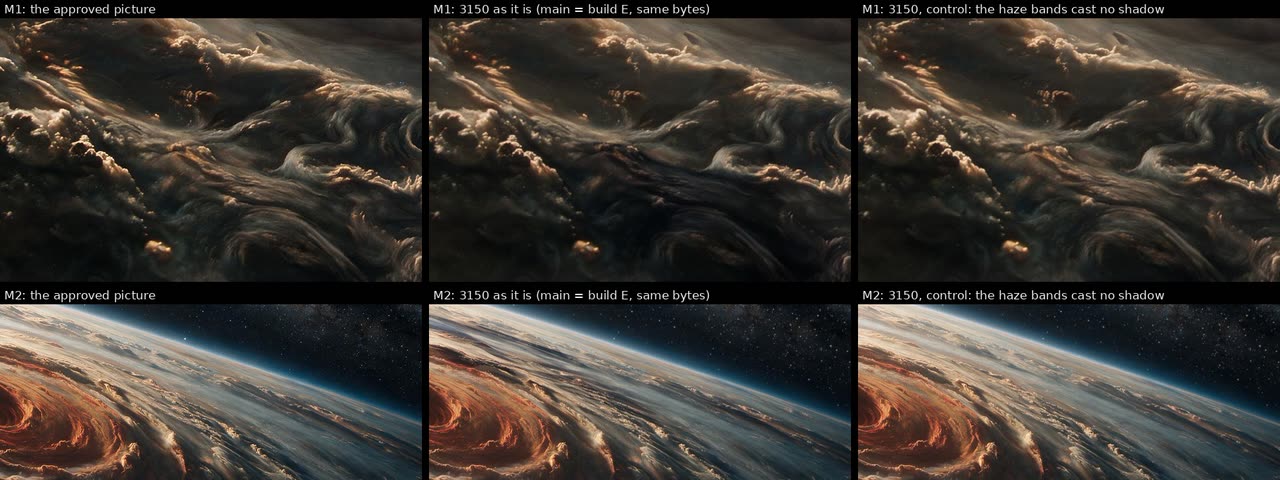 M1: the approved picture
M1: 3150 as it is (main = build E, same bytes)
M1: 3150, control: the haze bands cast no shadow
M2: the approved picture
M2: 3150 as it is (main = build E, same bytes)
M2: 3150, control: the haze bands cast no shadow